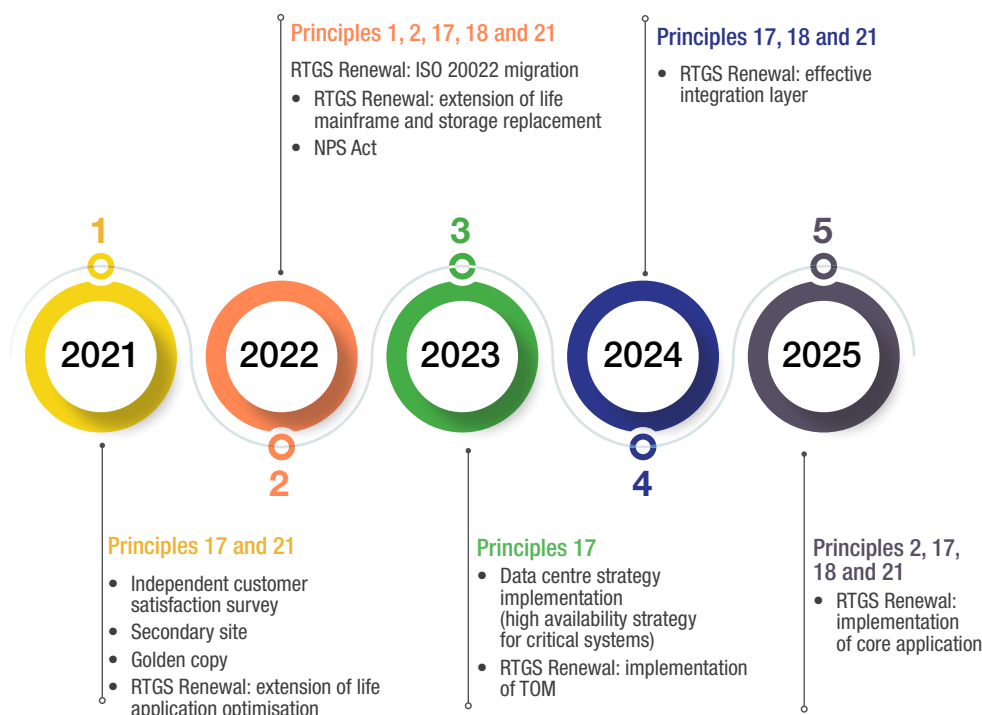 Principles 1, 2, 17, 18 and 21
RTGS Renewal: ISO 20022 migration
• RTGS Renewal: extension of life
mainframe and storage replacement
• NPS Act
Principles 17, 18 and 21
• RTGS Renewal: effective
integration layer
1
3
5
2021
2022
2023
2024
2025
2
4
Principles 17 and 21
• Independent customer
satisfaction survey
• Secondary site
• Golden copy
• RTGS Renewal: extension of life
application optimisation
Principles 17
• Data centre strategy
implementation
(high availability strategy
for critical systems)
• RTGS Renewal: implementation
of TOM
Principles 2, 17,
18 and 21
• RTGS Renewal:
implementation
of core application